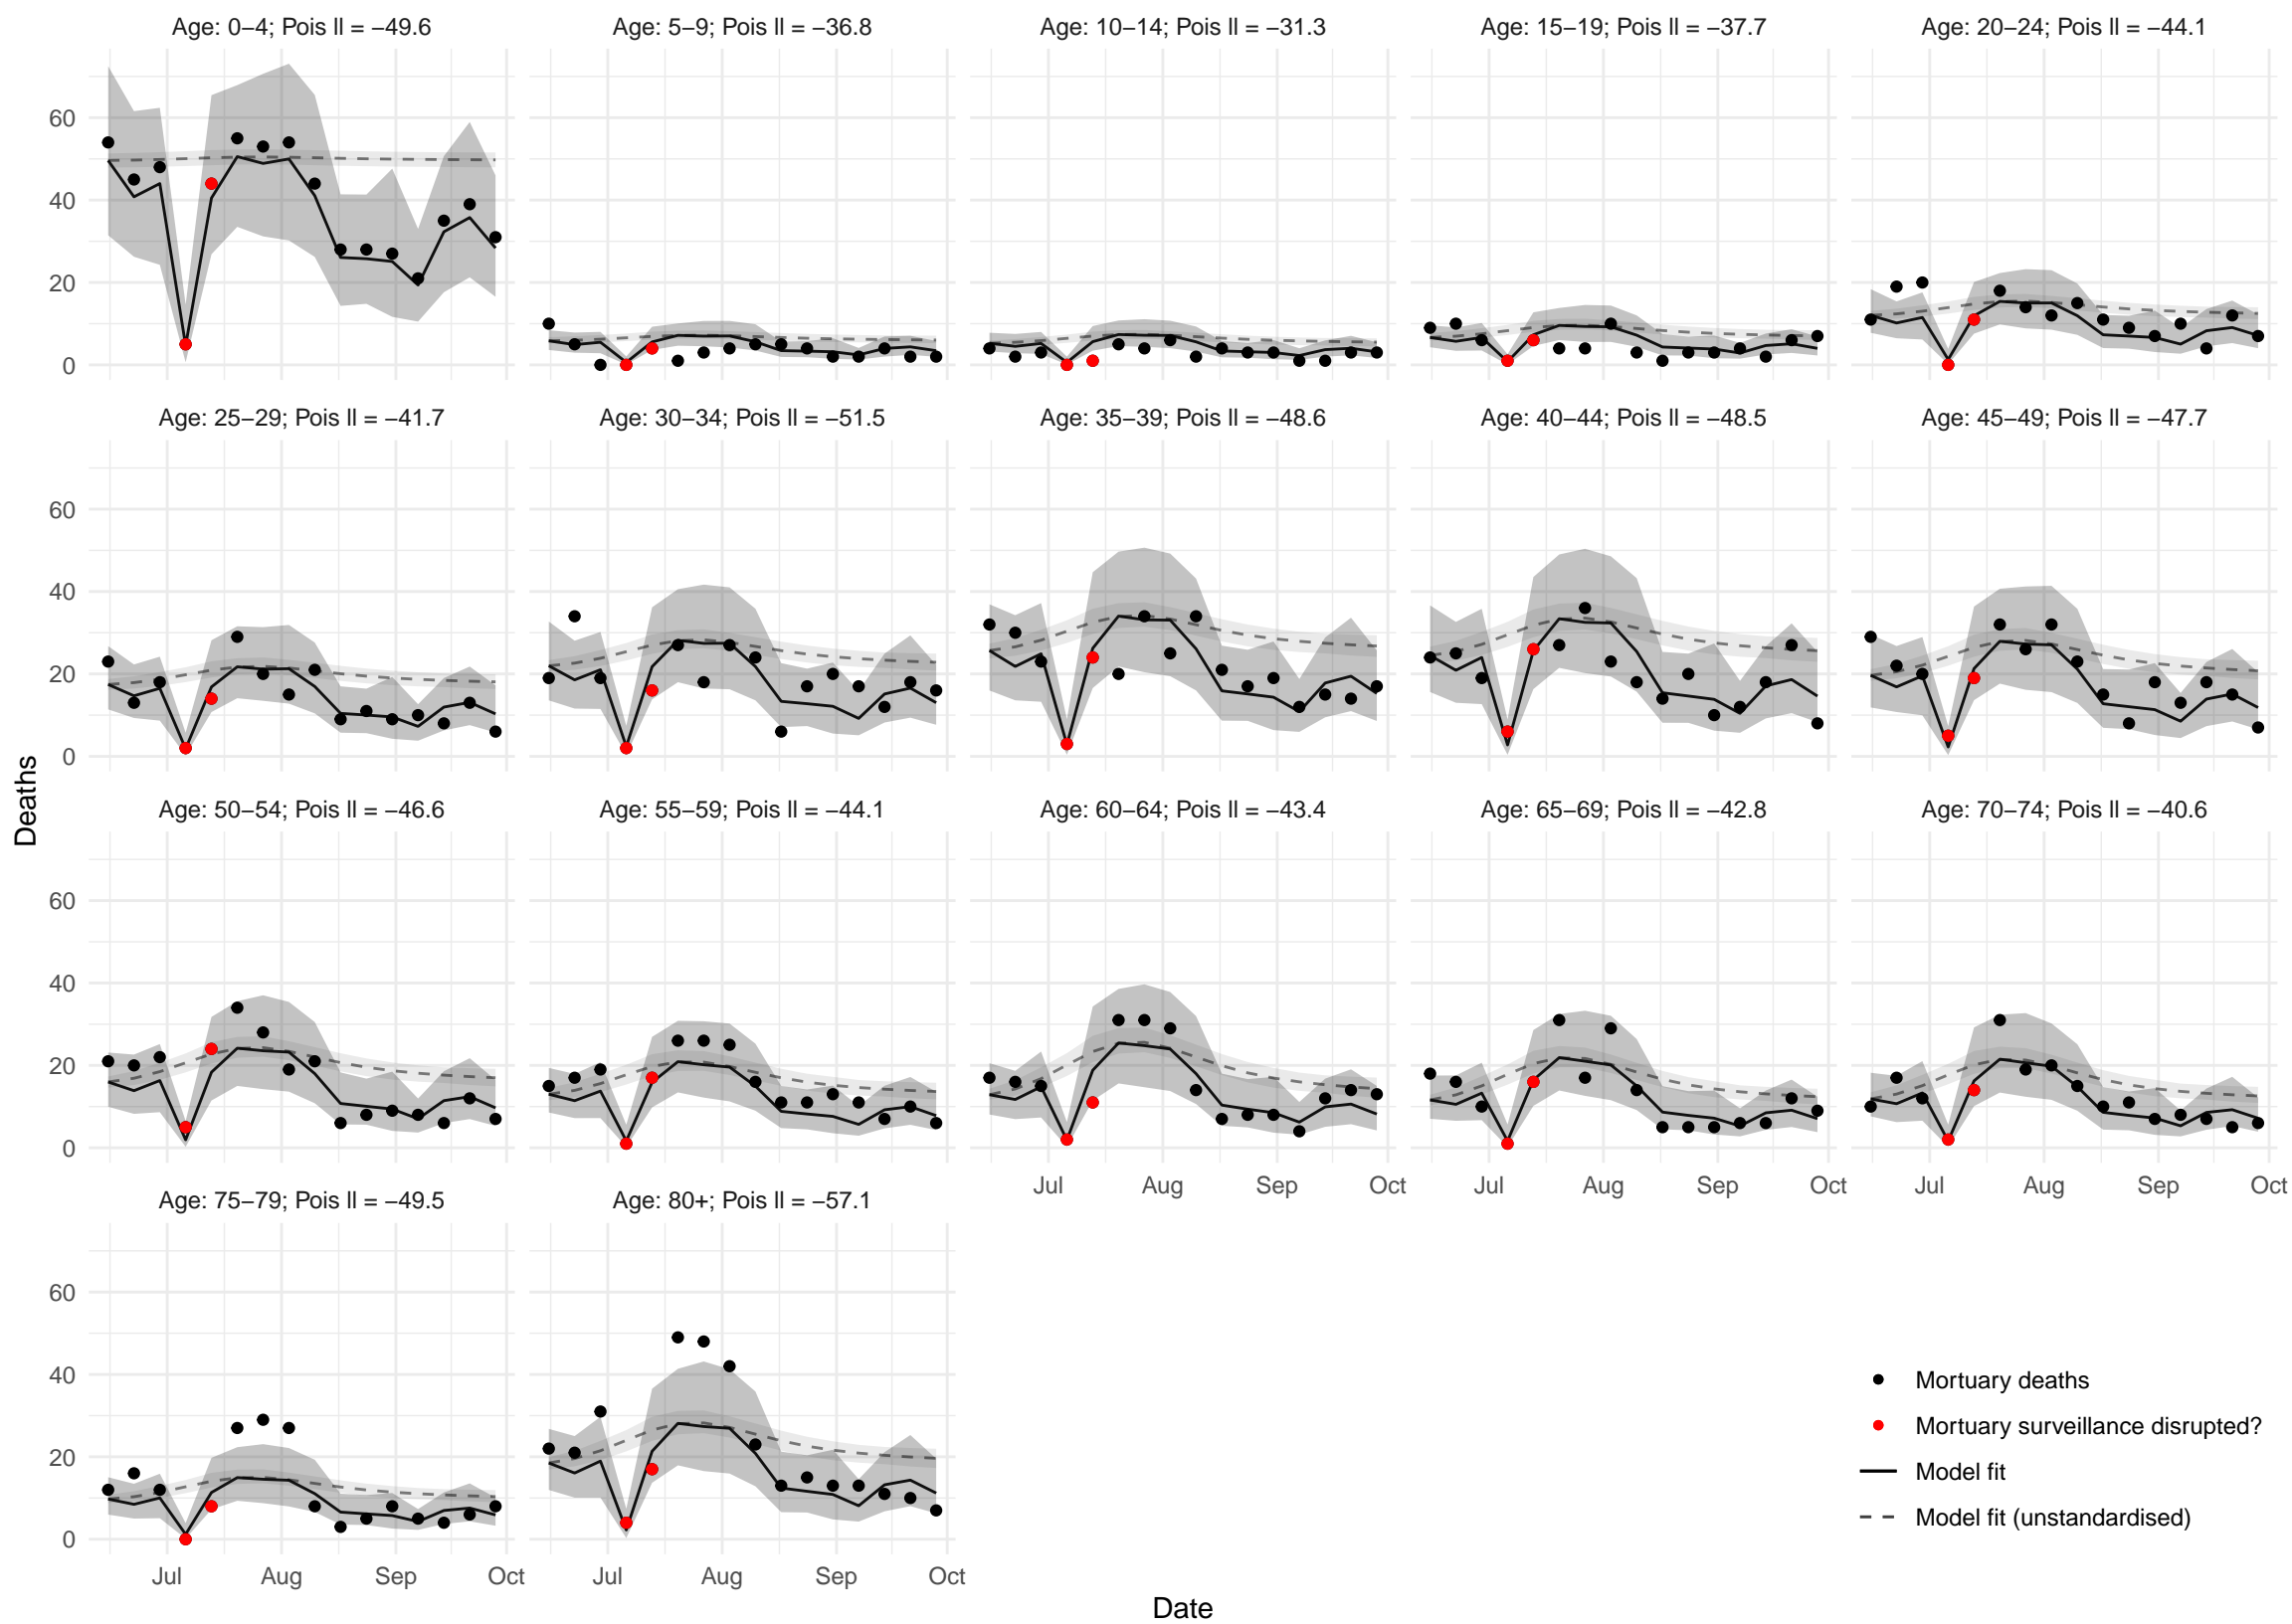 Age: 0−4; Pois ll = −49.6
Age: 5−9; Pois ll = −36.8
Age: 10−14; Pois ll = −31.3
Age: 15−19; Pois ll = −37.7
Age: 20−24; Pois ll = −44.1
60
40
20
0
Age: 25−29; Pois ll = −41.7
Age: 30−34; Pois ll = −51.5
Age: 35−39; Pois ll = −48.6
Age: 40−44; Pois ll = −48.5
Age: 45−49; Pois ll = −47.7
60
40
20
0
Deaths
Age: 50−54; Pois ll = −46.6
Age: 55−59; Pois ll = −44.1
Age: 60−64; Pois ll = −43.4
Age: 65−69; Pois ll = −42.8
Age: 70−74; Pois ll = −40.6
60
40
20
0
Jul Aug Sep Oct
Jul Aug Sep Oct
Jul Aug Sep Oct
Age: 75−79; Pois ll = −49.5
Age: 80+; Pois ll = −57.1
60
40
20
0
Jul Aug Sep Oct
Jul Aug Sep Oct
Mortuary deaths
Mortuary surveillance disrupted?
Model fit
Model fit (unstandardised)
Date